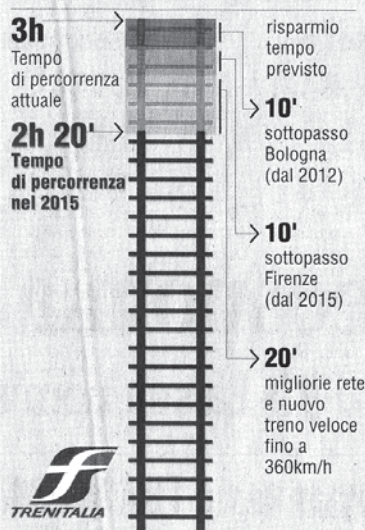 3h
Tempo
di percorrenza
attuale
2h 20'
Tempo
di percorrenza
nel 2015
risparmio
tempo
previsto
10'
sottopasso
Bologna
(dal 2012)
10'
sottopasso
Firenze
(dal 2015)
20'
migliorie rete
e nuovo
treno veloce
fino a
360km/h
TRENITALIA